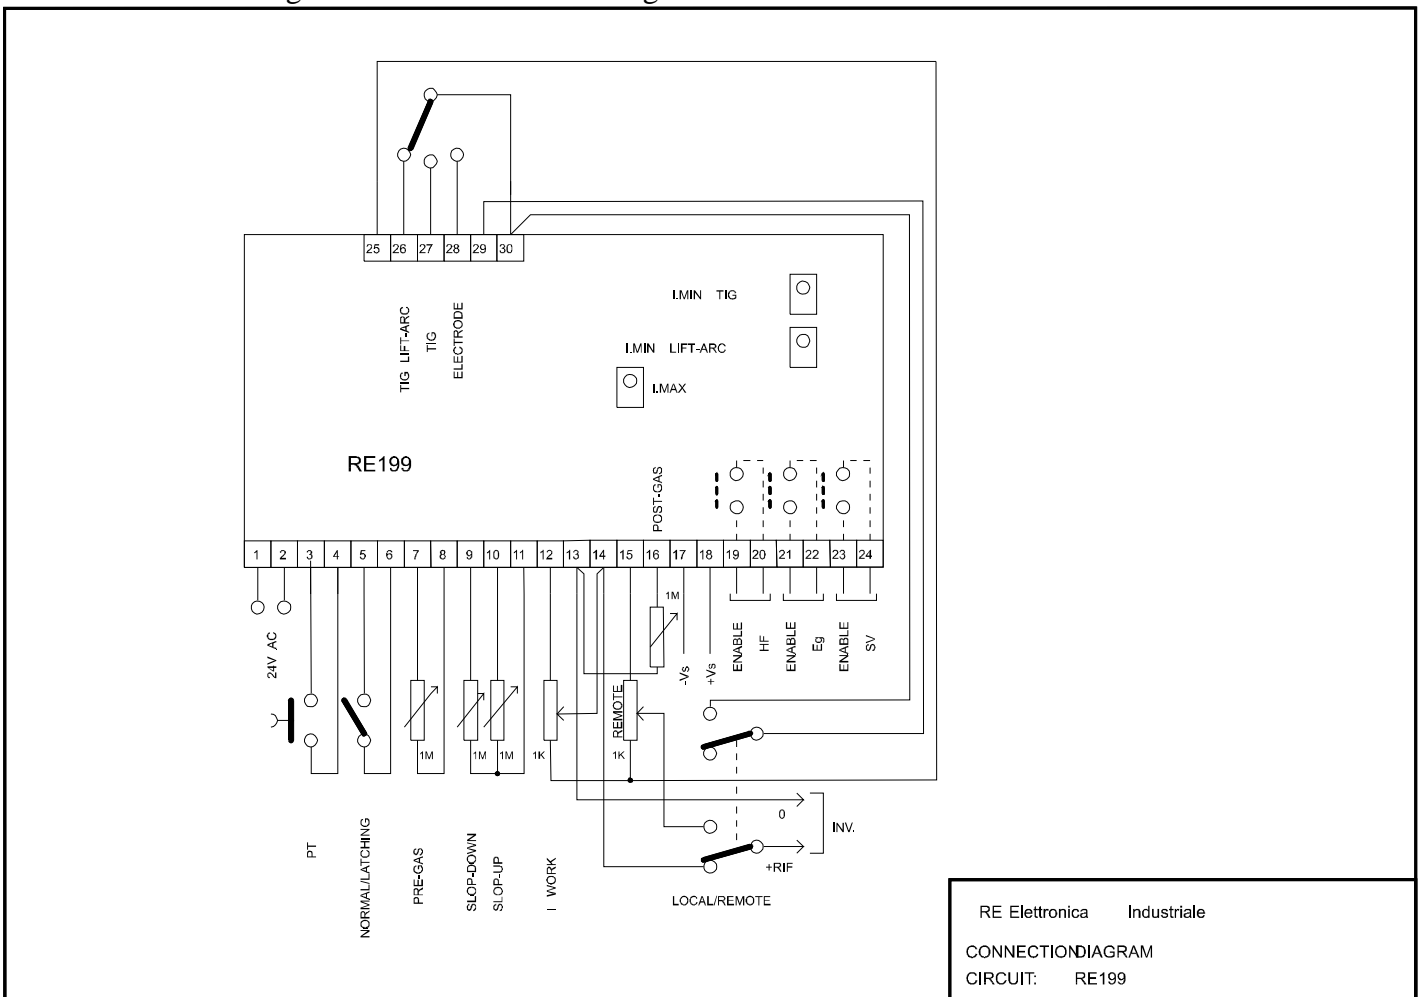 25 26 27 28 29 30
I.MIN TIG
I.MIN LIFT-ARC
I.MAX
TIG LIFT-ARC
TIG
ELECTRODE
RE199
POST-GAS
1 2 3 4 5 6 7 8 9 10 11 12 13 14 15 16 17 18 19 20 21 22 23 24
24V AC
1M
-Vs
+Vs
ENABLE
HF
ENABLE
Eg
ENABLE
SV
REMOTE
1M
1M
1M
1K
1K
0
INV.
+RIF
PT
NORMAL/LATCHING
PRE-GAS
SLOP-DOWN
SLOP-UP
I WORK
LOCAL/REMOTE
RE Elettronica Industriale
CONNECTIONDIAGRAM
CIRCUIT: RE199